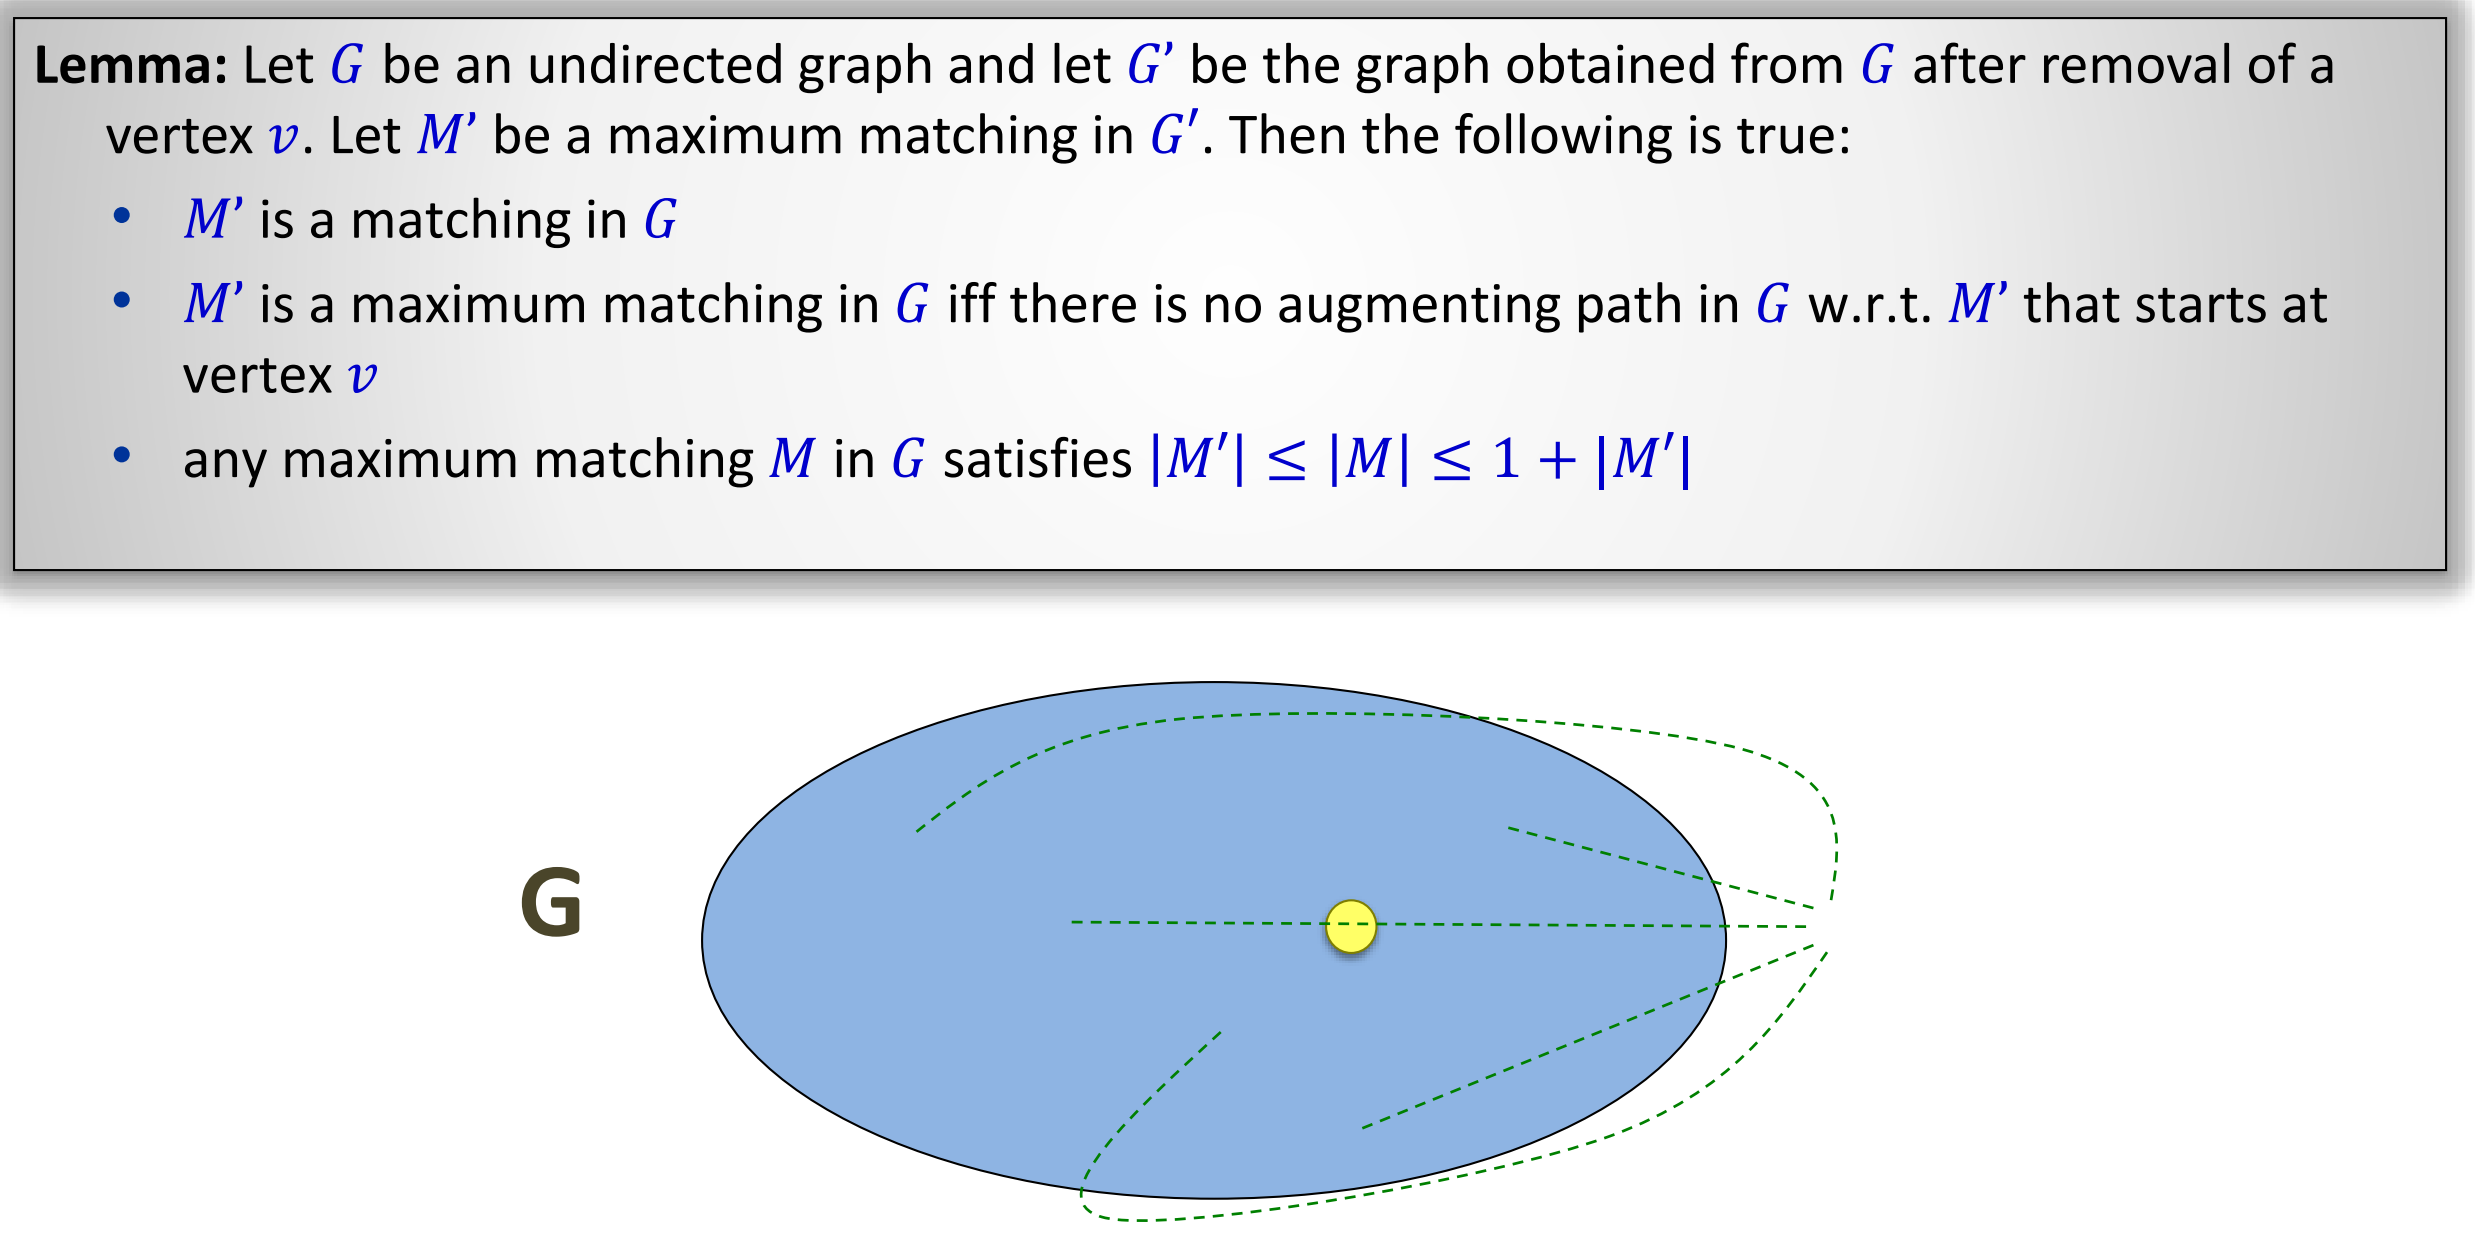 Lemma: Let G be an undirected graph and let G’ be the graph obtained from G after removal of a
vertex v. Let M’ be a maximum matching in G′. Then the following is true:
• M’ is a matching in G
• M’ is a maximum matching in G iff there is no augmenting path in G w.r.t. M’ that starts at
vertex v
• any maximum matching M in G satisfies |M′| ≤ |M| ≤ 1 + |M′|
G